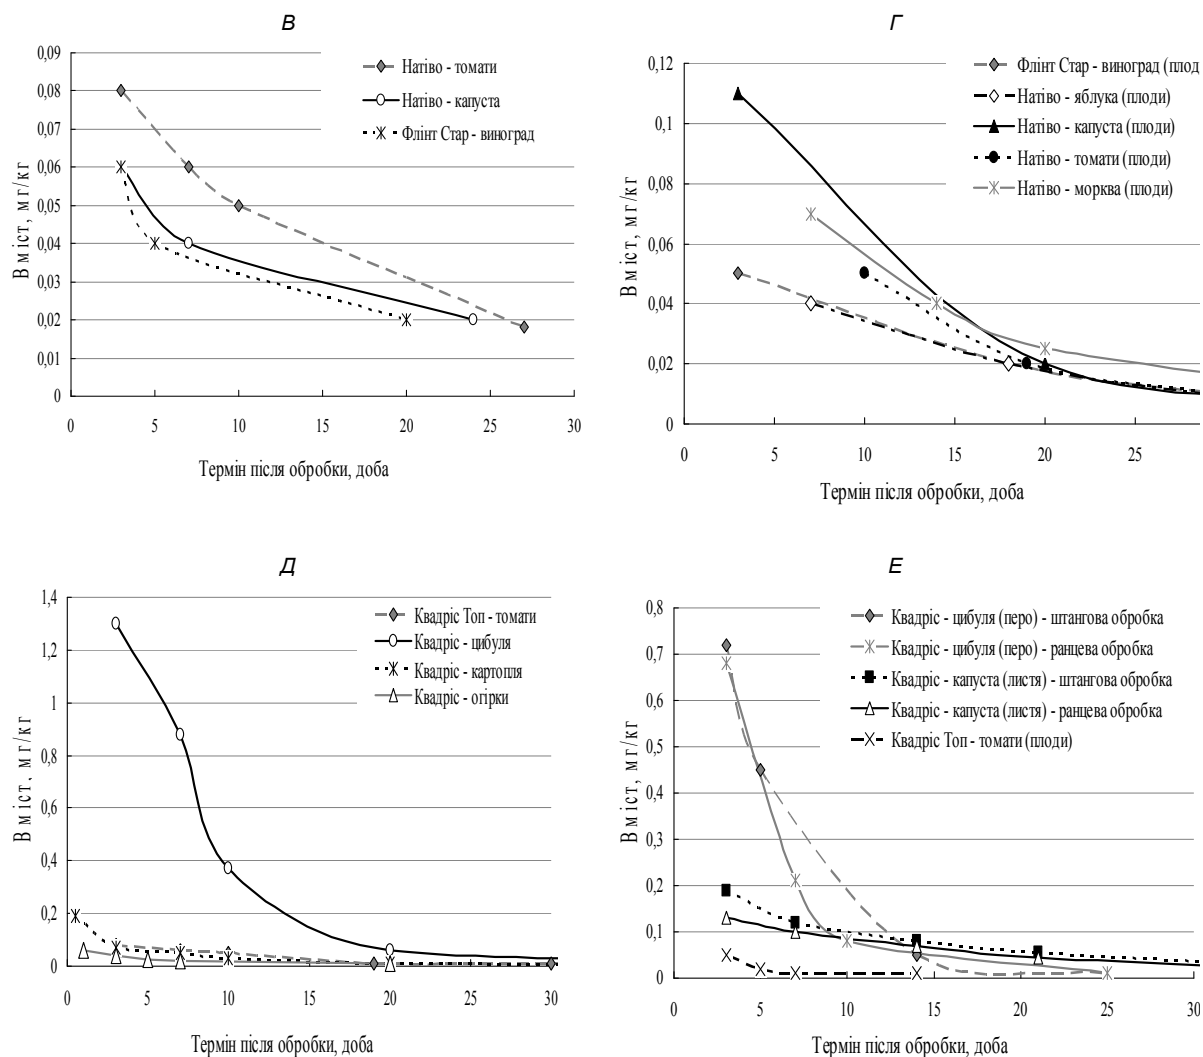 В
Вміст, мг/кг
0,09
0,08
0,07
0,06
0,05
0,04
0,03
0,02
0,01
0
0 5 10 15 20 25 30
Термін після обробки, доба
Натіво - томати
Натіво - капуста
Флінт Стар - виноград
Г
Вміст, мг/кг
0,12
0,1
0,08
0,06
0,04
0,02
0
0 5 10 15 20 25
Термін після обробки, доба
Флінт Стар - виноград (плод
Натіво - яблука (плоди)
Натіво - капуста (плоди)
Натіво - томати (плоди)
Натіво - морква (плоди)
Д
Вміст, мг/кг
1,4
1,2
1
0,8
0,6
0,4
0,2
0
0 5 10 15 20 25 30
Термін після обробки, доба
Квадріс Топ - томати
Квадріс - цибуля
Квадріс - картопля
Квадріс - огірки
Е
Вміст, мг/кг
0,8
0,7
0,6
0,5
0,4
0,3
0,2
0,1
0
0 5 10 15 20 25 30
Термін після обробки, доба
Квадріс - цибуля (перо) - штангова обробка
Квадріс - цибуля (перо) - ранцева обробка
Квадріс - капуста (листя) - штангова обробка
Квадріс - капуста (листя) - ранцева обробка
Квадріс Топ - томати (плоди)